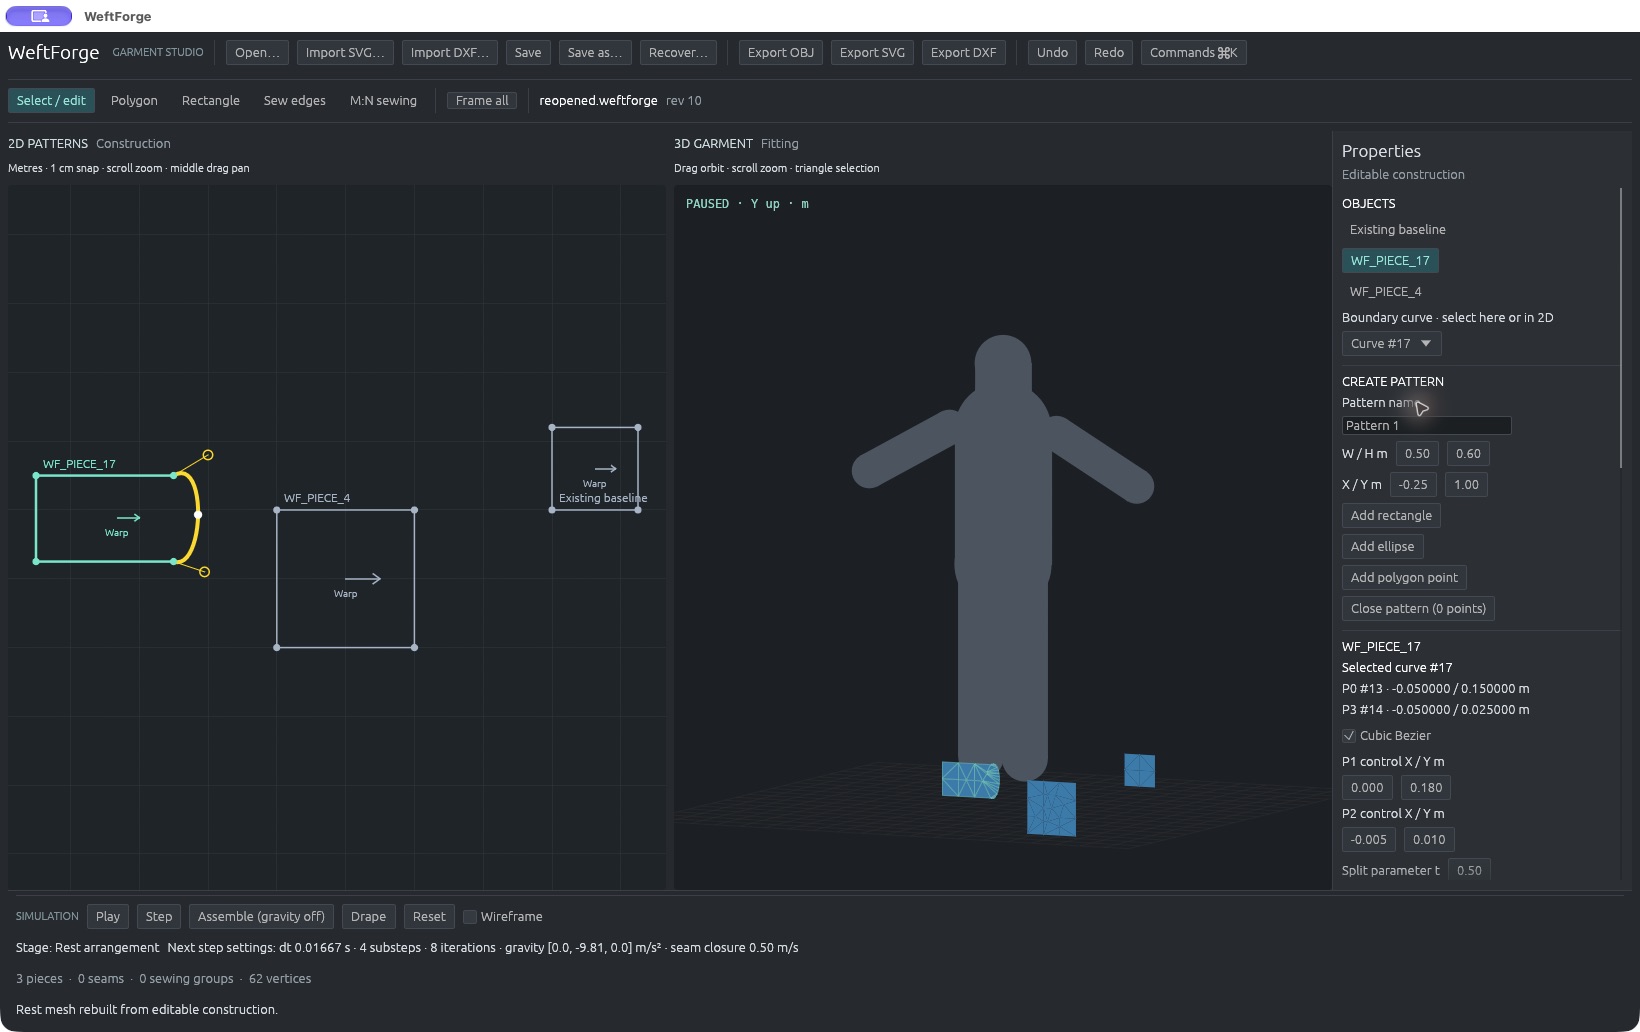 WeftForge
WeftForge GARMENT STUDIO Open... Import SVG... Import DXF... Save Save as... Recover... Export OBJ Export SVG Export DXF Undo Redo Commands ⌘K
Select / edit Polygon Rectangle Sew edges M:N sewing Frame all reopened.weftforge rev 10
2D PATTERNS Construction
Metres · 1 cm snap · scroll zoom · middle drag pan
WF_PIECE_17
Warp
WF_PIECE_4
Warp
Warp
Existing baseline
3D GARMENT Fitting
Drag orbit · scroll zoom · triangle selection
PAUSED · Y up · m
Properties
Editable construction
OBJECTS
Existing baseline
WF_PIECE_17
WF_PIECE_4
Boundary curve · select here or in 2D
Curve #17
CREATE PATTERN
Pattern name
Pattern 1
W / H m 0.50 0.60
X / Y m -0.25 1.00
Add rectangle
Add ellipse
Add polygon point
Close pattern (0 points)
WF_PIECE_17
Selected curve #17
P0 #13 · -0.050000 / 0.150000 m
P3 #14 · -0.050000 / 0.025000 m
Cubic Bezier
P1 control X / Y m
0.000 0.180
P2 control X / Y m
-0.005 0.010
Split parameter t 0.50
SIMULATION Play Step Assemble (gravity off) Drape Reset Wireframe
Stage: Rest arrangement Next step settings: dt 0.01667 s · 4 substeps · 8 iterations · gravity [0.0, -9.81, 0.0] m/s² · seam closure 0.50 m/s
3 pieces · 0 seams · 0 sewing groups · 62 vertices
Rest mesh rebuilt from editable construction.